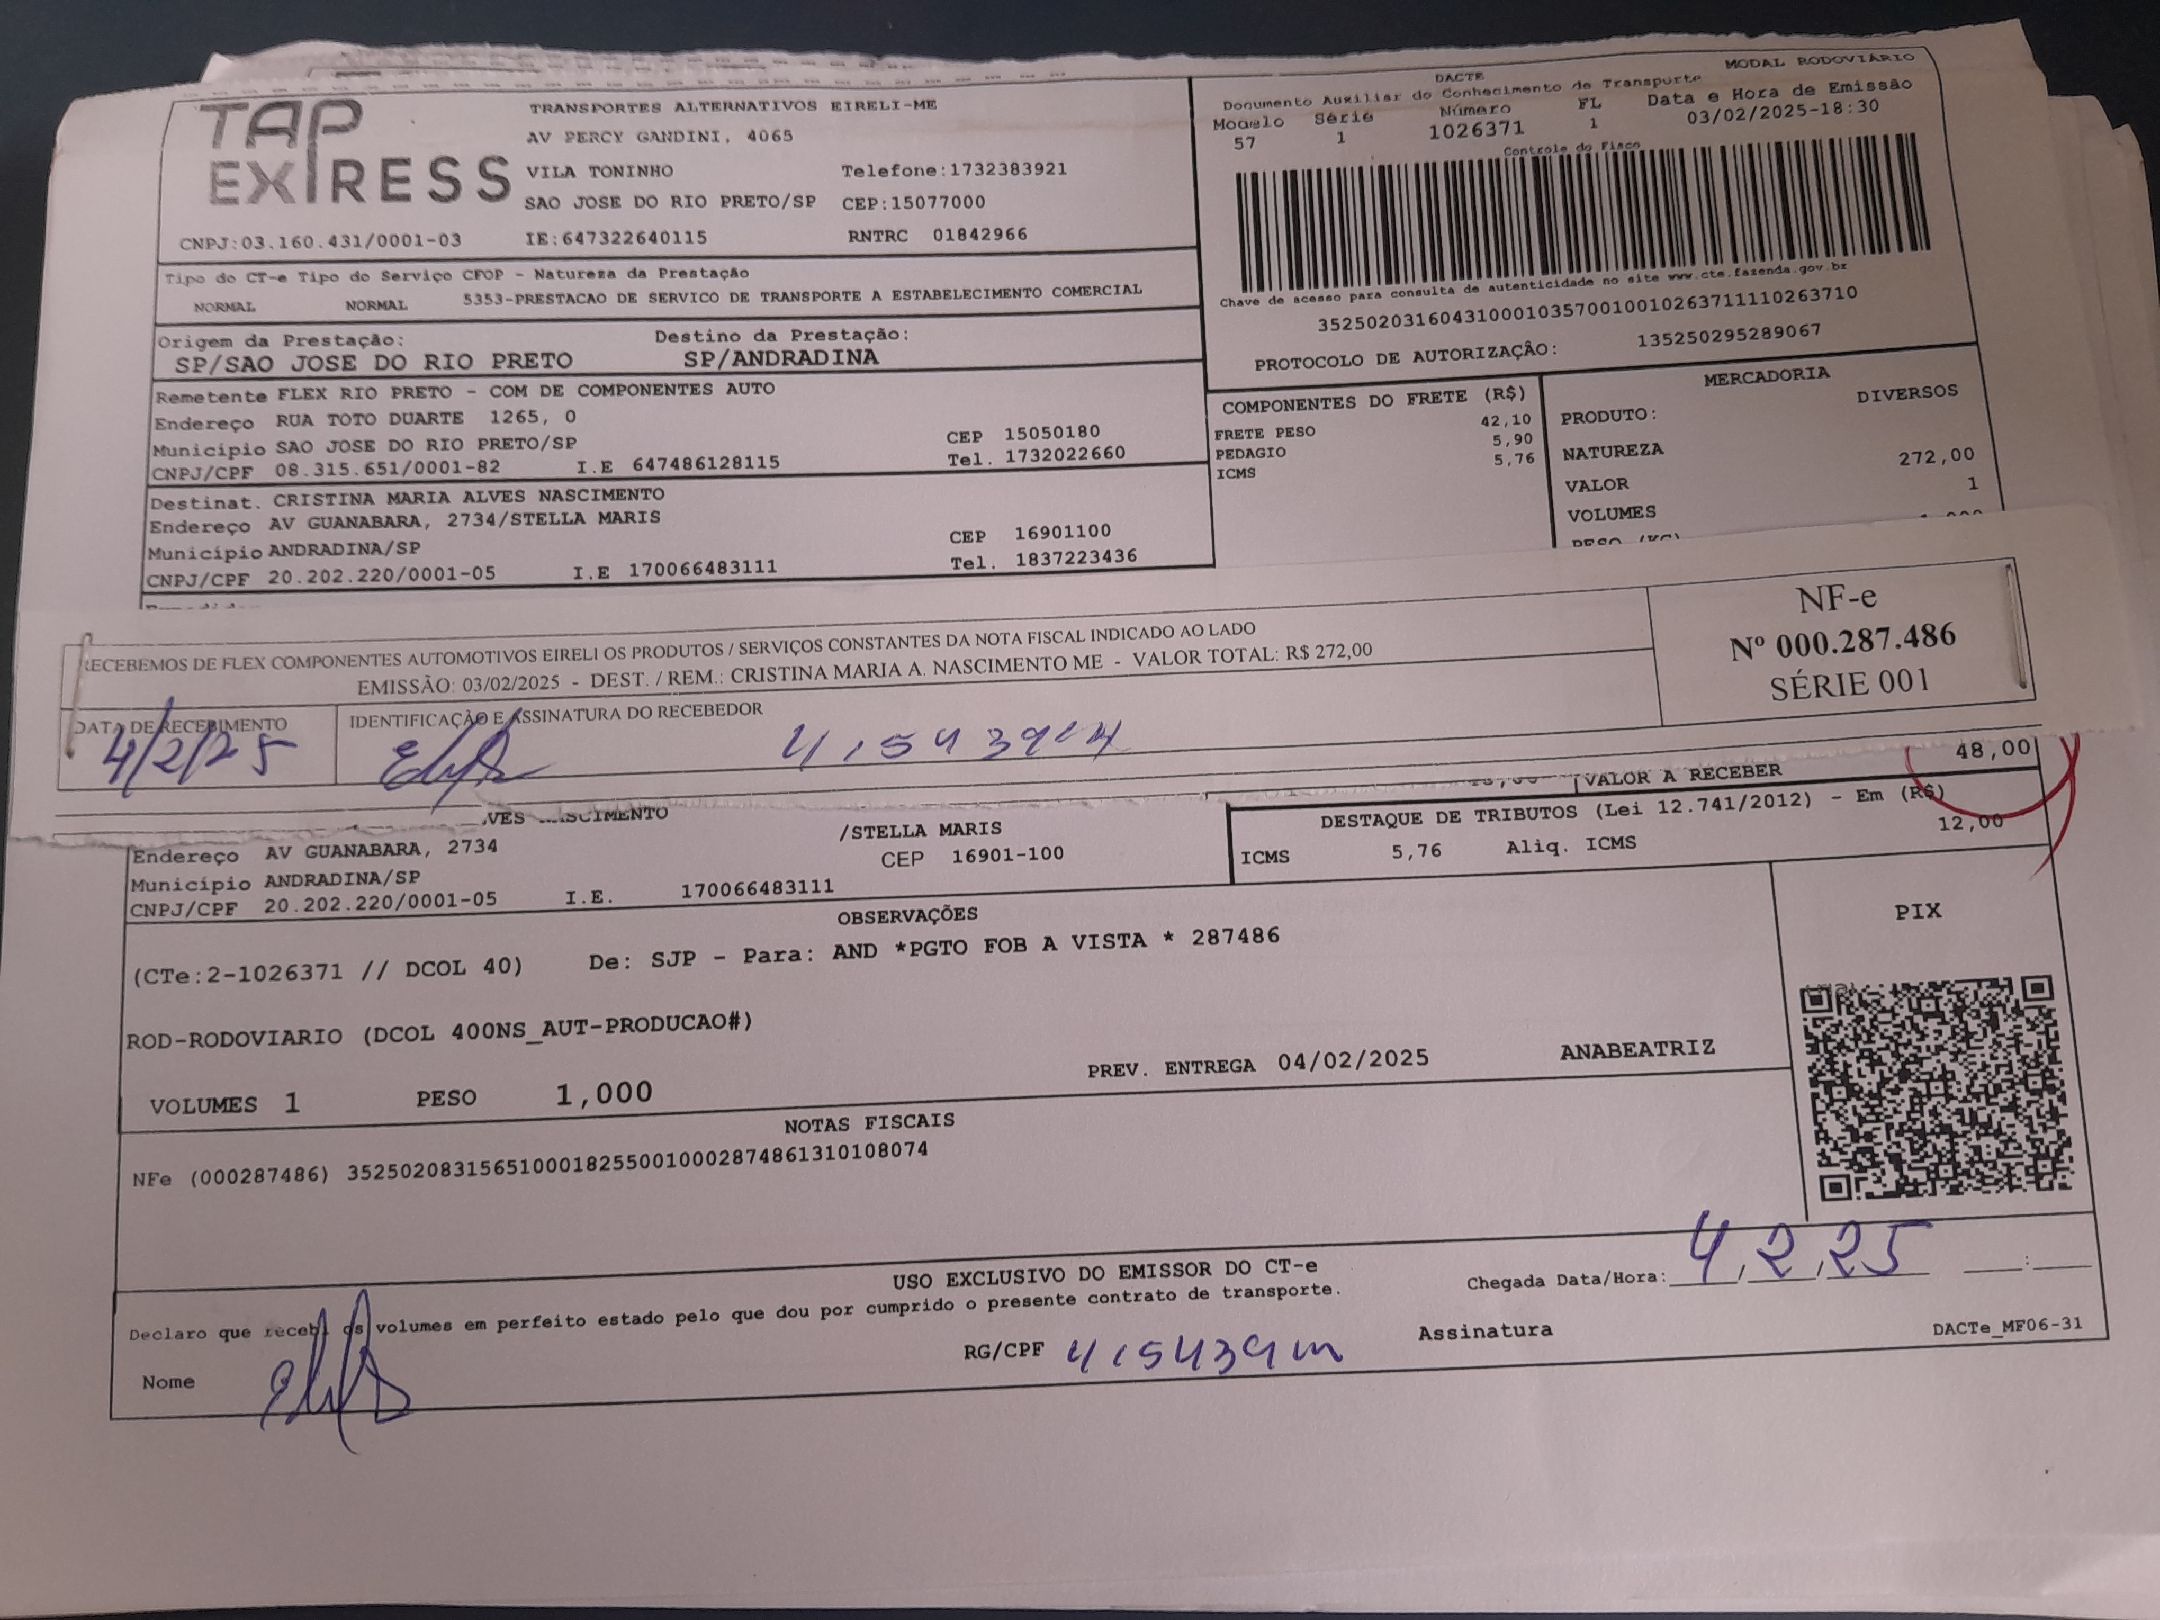 MODAL RODOVIÁRIO
TAP EXPRESS
TRANSPORTES ALTERNATIVOS EIRELI-ME
AV PERCY GANDINI, 4065
VILA TONINHO Telefone:1732383921
SAO JOSE DO RIO PRETO/SP CEP:15077000
CNPJ:03.160.431/0001-03 IE:647322640115 RNTRC 01842966
DACTE
Documento Auxiliar do Conhecimento de Transporte
Modelo Série Número FL Data e Hora de Emissão
57 1 1026371 1 03/02/2025-18:30
Controle do Fisco
Chave de acesso para consulta de autenticidade no site www.cte.fazenda.gov.br
35250203160431000103570010010263711110263710
PROTOCOLO DE AUTORIZAÇÃO: 135250295289067
Tipo do CT-e Tipo do Serviço CFOP - Natureza da Prestação
NORMAL NORMAL 5353-PRESTACAO DE SERVICO DE TRANSPORTE A ESTABELECIMENTO COMERCIAL
Origem da Prestação: Destino da Prestação:
SP/SAO JOSE DO RIO PRETO SP/ANDRADINA
Remetente FLEX RIO PRETO - COM DE COMPONENTES AUTO
Endereço RUA TOTO DUARTE 1265, 0
Município SAO JOSE DO RIO PRETO/SP CEP 15050180
CNPJ/CPF 08.315.651/0001-82 I.E 647486128115 Tel. 1732022660
Destinat. CRISTINA MARIA ALVES NASCIMENTO
Endereço AV GUANABARA, 2734/STELLA MARIS
Município ANDRADINA/SP CEP 16901100
CNPJ/CPF 20.202.220/0001-05 I.E 170066483111 Tel. 1837223436
COMPONENTES DO FRETE (R$)
FRETE PESO 42,10
PEDAGIO 5,90
ICMS 5,76
MERCADORIA
PRODUTO: DIVERSOS
NATUREZA
VALOR 272,00
VOLUMES 1
RECEBEMOS DE FLEX COMPONENTES AUTOMOTIVOS EIRELI OS PRODUTOS / SERVIÇOS CONSTANTES DA NOTA FISCAL INDICADO AO LADO
EMISSÃO: 03/02/2025 - DEST. / REM.: CRISTINA MARIA A. NASCIMENTO ME - VALOR TOTAL: R$ 272,00
NF-e
Nº 000.287.486
SÉRIE 001
DATA DE RECEBIMENTO IDENTIFICAÇÃO E ASSINATURA DO RECEBEDOR
4/2/25
VALOR A RECEBER 48,00
DESTAQUE DE TRIBUTOS (Lei 12.741/2012) - Em (R$)
ICMS 5,76 Aliq. ICMS 12,00
NASCIMENTO
Endereço AV GUANABARA, 2734 /STELLA MARIS
Município ANDRADINA/SP CEP 16901-100
CNPJ/CPF 20.202.220/0001-05 I.E. 170066483111
OBSERVAÇÕES
(CTe:2-1026371 // DCOL 40) De: SJP - Para: AND *PGTO FOB A VISTA * 287486
ROD-RODOVIARIO (DCOL 400NS_AUT-PRODUCAO#)
PREV. ENTREGA 04/02/2025 ANABEATRIZ
VOLUMES 1 PESO 1,000
PIX
NOTAS FISCAIS
NFe (000287486) 35250208315651000182550010002874861310108074
USO EXCLUSIVO DO EMISSOR DO CT-e
Declaro que recebi os volumes em perfeito estado pelo que dou por cumprido o presente contrato de transporte.
Chegada Data/Hora: 4, 2, 25
Nome RG/CPF Assinatura
DACTe_MF06-31